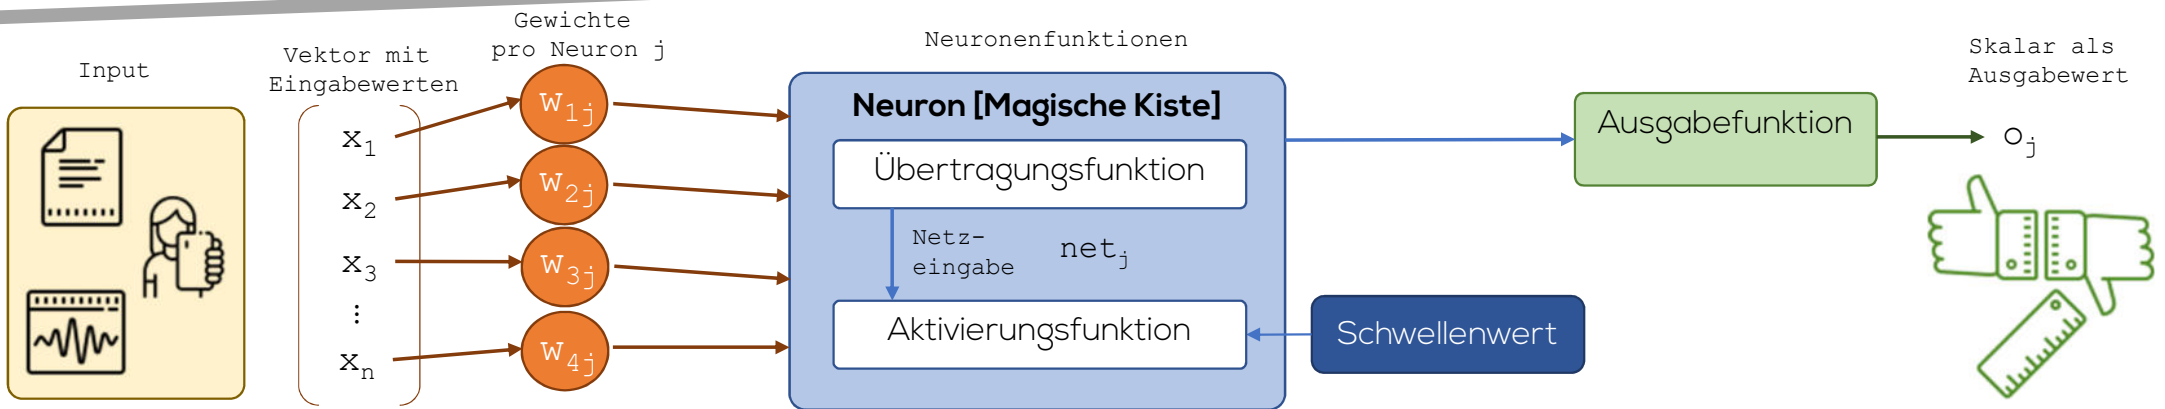 Input
Vektor mit
Eingabewerten
x1
x2
x3
⋮
xn
Gewichte
pro Neuron j
W1j
W2j
W3j
W4j
Neuronenfunktionen
Neuron [Magische Kiste]
Übertragungsfunktion
Netz-
eingabe
netj
Aktivierungsfunktion
Schwellenwert
Ausgabefunktion
Skalar als
Ausgabewert
oj